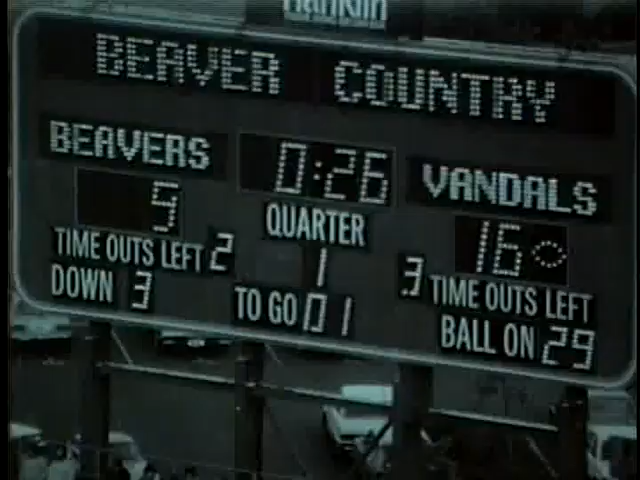 Franklin
BEAVER COUNTRY
BEAVERS 0:26 VANDALS
9 QUARTER 16
TIME OUTS LEFT 2 1 3 TIME OUTS LEFT
DOWN 3 TO GO 01 BALL ON 29